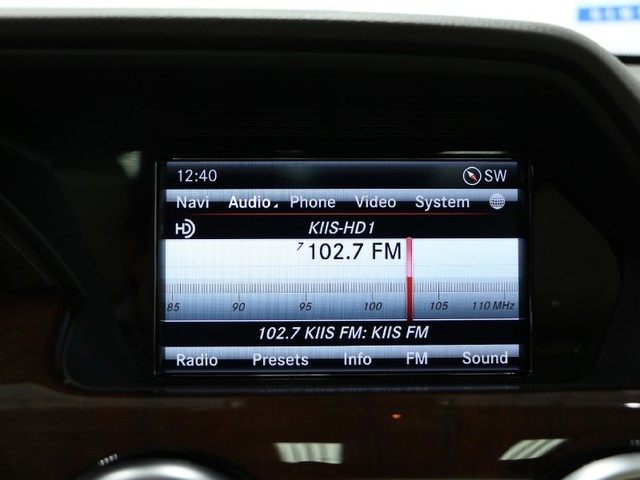 12:40 SW
Navi Audio Phone Video System
HD KIIS-HD1
7 102.7 FM
85 90 95 100 105 110 MHz
102.7 KIIS FM: KIIS FM
Radio Presets Info FM Sound